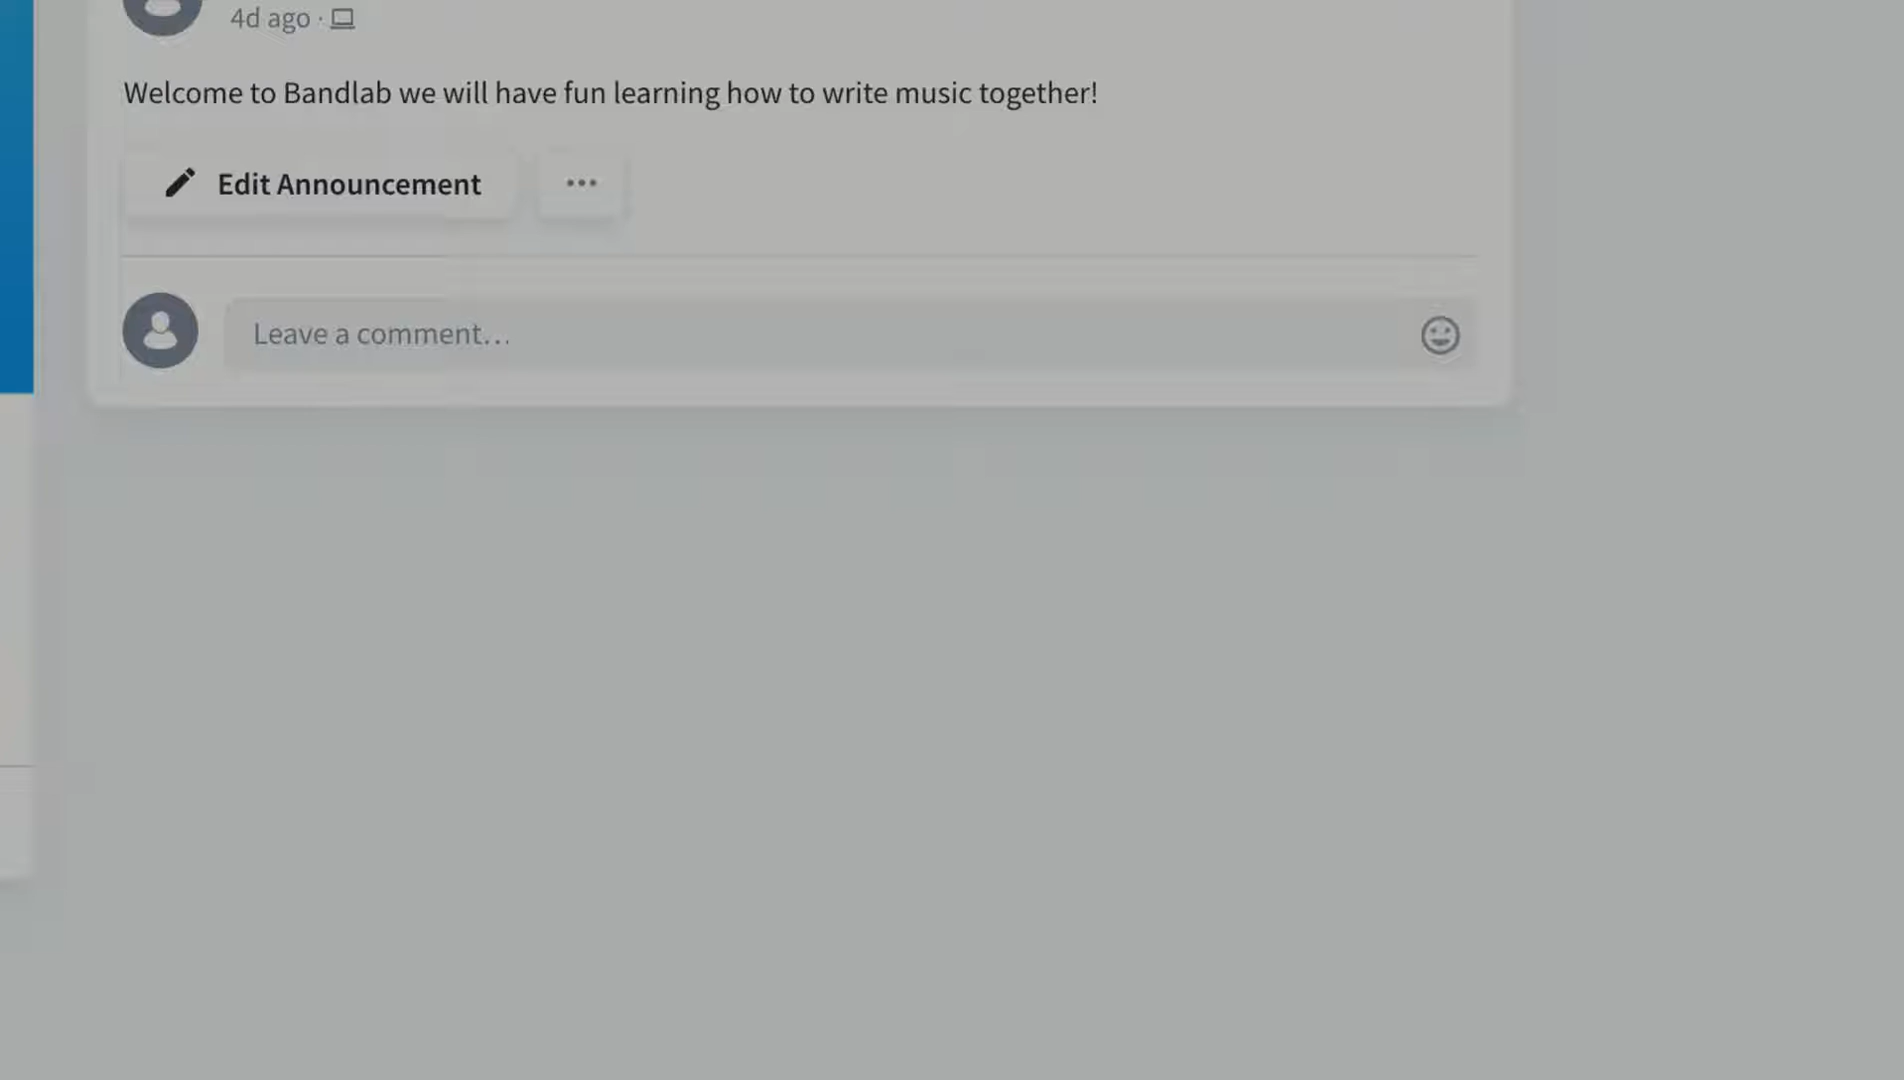 4d ago ·
Welcome to Bandlab we will have fun learning how to write music together!
Edit Announcement
Leave a comment...